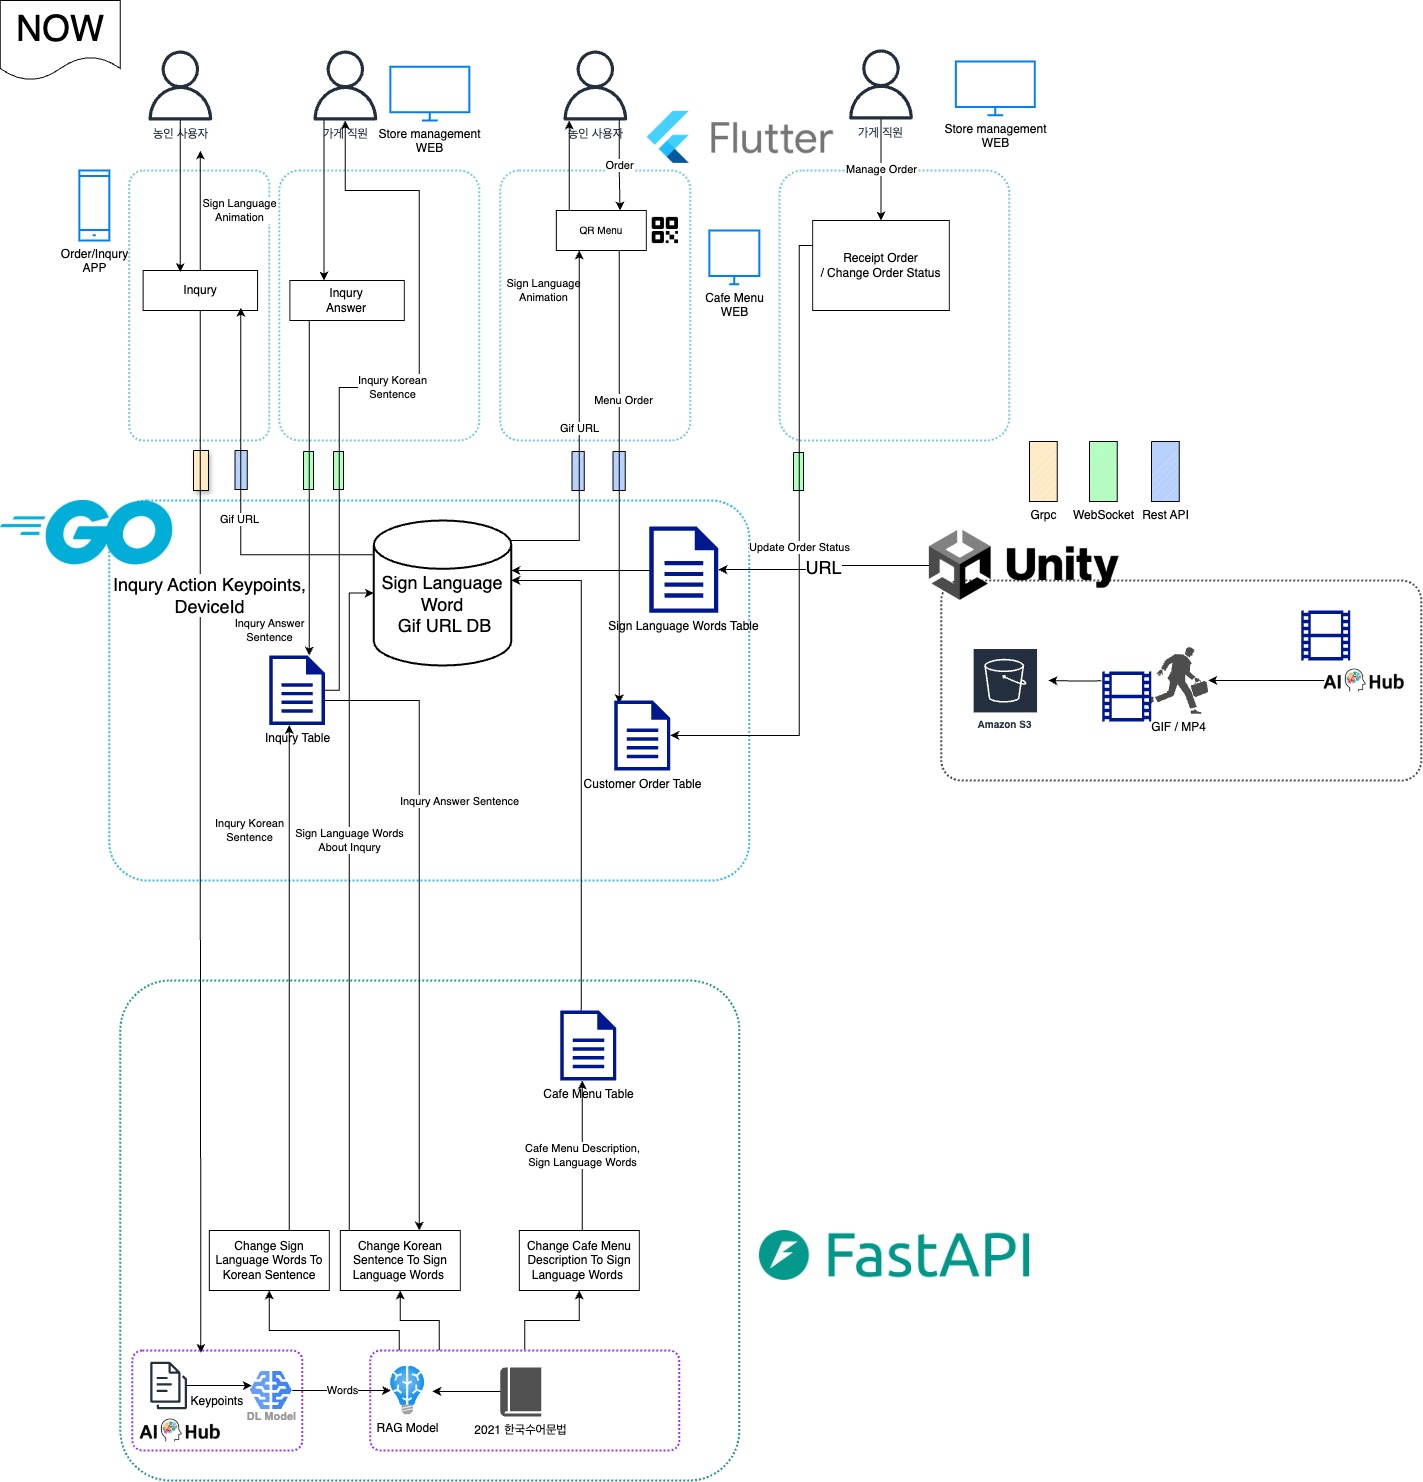 NOW
농인 사용자
가게 직원
Store management
WEB
농인 사용자
Flutter
가게 직원
Store management
WEB
Order
Manage Order
Sign Language
Animation
Order/Inqury
APP
Inqury
Inqury
Answer
QR Menu
Sign Language
Animation
Cafe Menu
WEB
Receipt Order
/ Change Order Status
Inqury Korean
Sentence
Menu Order
Gif URL
Grpc
WebSocket
Rest API
GO
Gif URL
Inqury Action Keypoints,
DeviceId
Inqury Answer
Sentence
Sign Language
Word
Gif URL DB
Update Order Status
URL
Unity
Sign Language Words Table
Inqury Table
Customer Order Table
Amazon S3
GIF / MP4
AI Hub
Inqury Answer Sentence
Inqury Korean
Sentence
Sign Language Words
About Inqury
Cafe Menu Table
Cafe Menu Description,
Sign Language Words
Change Sign
Language Words To
Korean Sentence
Change Korean
Sentence To Sign
Language Words
Change Cafe Menu
Description To Sign
Language Words
FastAPI
Keypoints
DL Model
AI Hub
Words
RAG Model
2021 한국수어문법